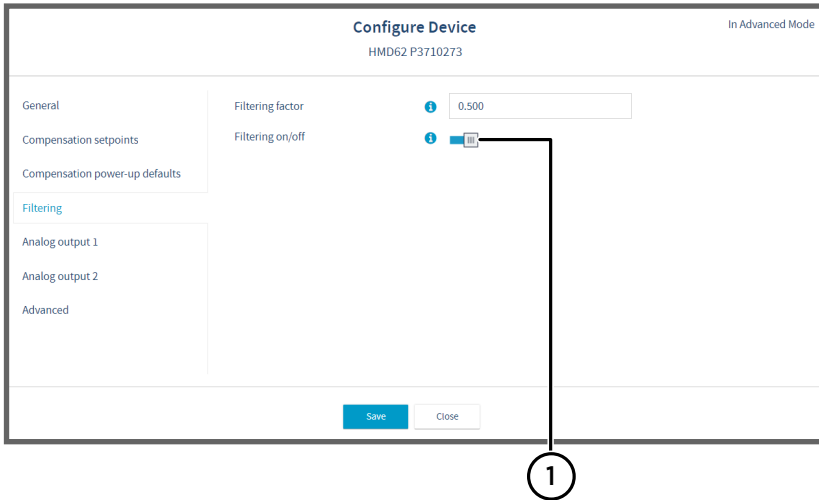 Configure Device
In Advanced Mode
HMD62 P3710273
General
Compensation setpoints
Compensation power-up defaults
Filtering
Analog output 1
Analog output 2
Advanced
Filtering factor
0.500
Filtering on/off
Save
Close
1